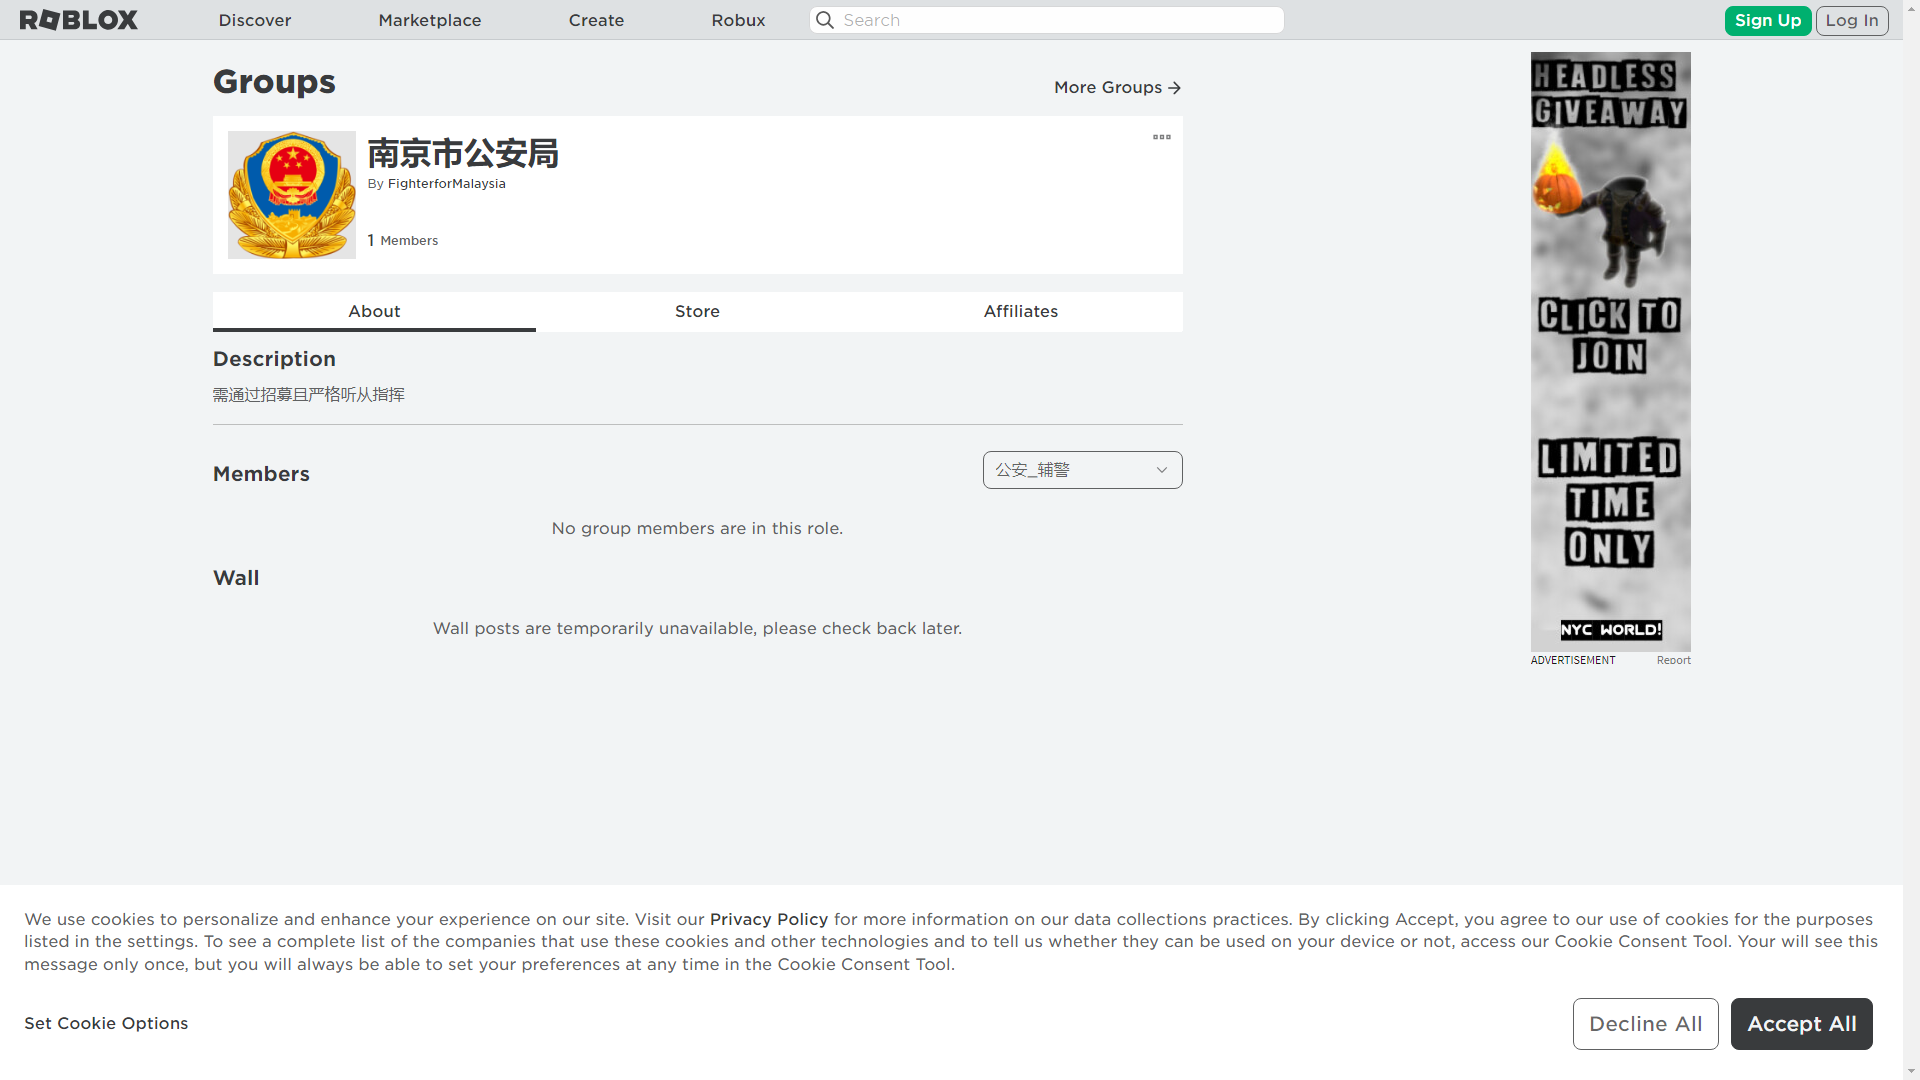 ROBLOX
Discover
Marketplace
Create
Robux
Search
Sign Up
Log In
Groups
More Groups
南京市公安局
By FighterforMalaysia
1 Members
About
Store
Affiliates
Description
需通过招募且严格听从指挥
Members
公安_辅警
No group members are in this role.
Wall
Wall posts are temporarily unavailable, please check back later.
HEADLESS
GIVEAWAY
CLICK TO
JOIN
LIMITED
TIME
ONLY
NYC WORLD!
ADVERTISEMENT
Report
We use cookies to personalize and enhance your experience on our site. Visit our Privacy Policy for more information on our data collections practices. By clicking Accept, you agree to our use of cookies for the purposes
listed in the settings. To see a complete list of the companies that use these cookies and other technologies and to tell us whether they can be used on your device or not, access our Cookie Consent Tool. Your will see this
message only once, but you will always be able to set your preferences at any time in the Cookie Consent Tool.
Set Cookie Options
Decline All
Accept All